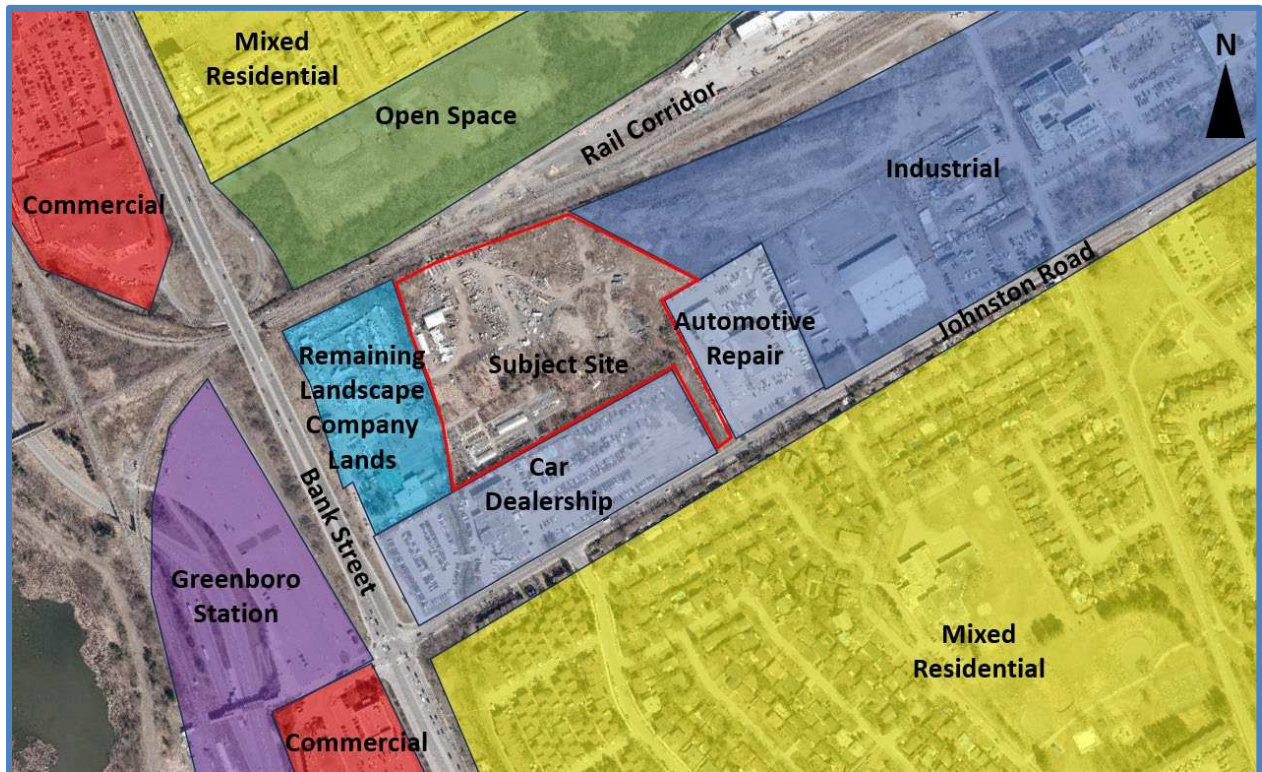 Mixed
Residential
N
Open Space
Rail Corridor
Industrial
Commercial
Johnston Road
Automotive
Repair
Remaining
Landscape
Company
Lands
Subject Site
Car
Dealership
Bank Street
Greenboro
Station
Mixed
Residential
Commercial